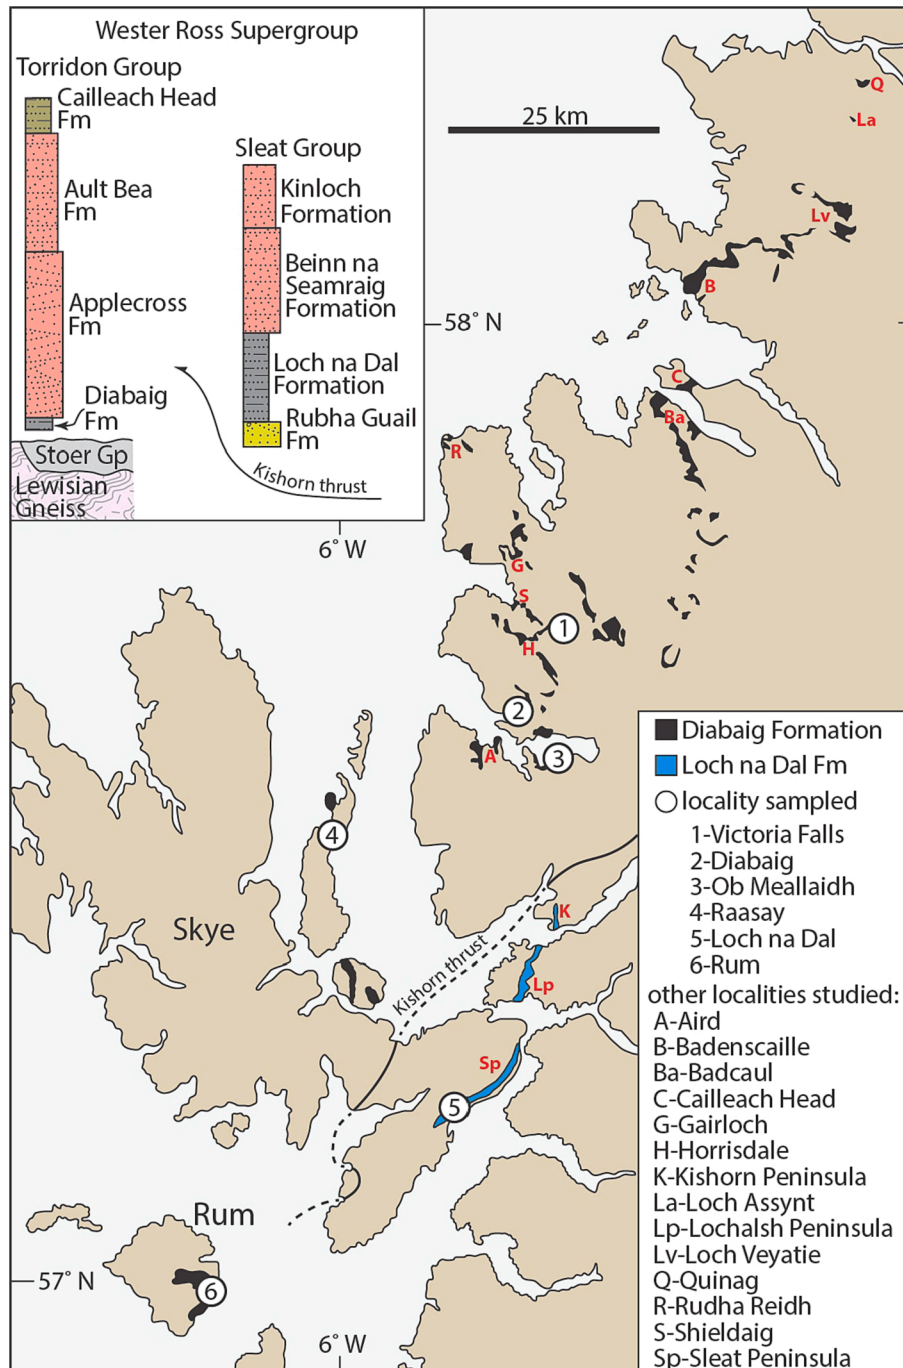 Wester Ross Supergroup
Torridon Group
Cailleach Head
Fm
Ault Bea
Fm
Applecross
Fm
Diabaig
Fm
Stoer Gp
Lewisian
Gneiss
Sleat Group
Kinloch
Formation
Beinn na
Seamraig
Formation
Loch na Dal
Formation
Rubha Guail
Fm
Kishorn thrust
25 km
Q
La
Lv
B
58° N
C
Ba
R
6° W
G
S
1
H
2
A
3
4
Skye
Kishorn thrust
K
Lp
Sp
5
Rum
57° N
6
6° W
Diabaig Formation
Loch na Dal Fm
locality sampled
1-Victoria Falls
2-Diabaig
3-Ob Meallaidh
4-Raasay
5-Loch na Dal
6-Rum
other localities studied:
A-Aird
B-Badenscaille
Ba-Badcaul
C-Cailleach Head
G-Gairloch
H-Horrisdale
K-Kishorn Peninsula
La-Loch Assynt
Lp-Lochalsh Peninsula
Lv-Loch Veyatie
Q-Quinag
R-Rudha Reidh
S-Shieldaig
Sp-Sleat Peninsula